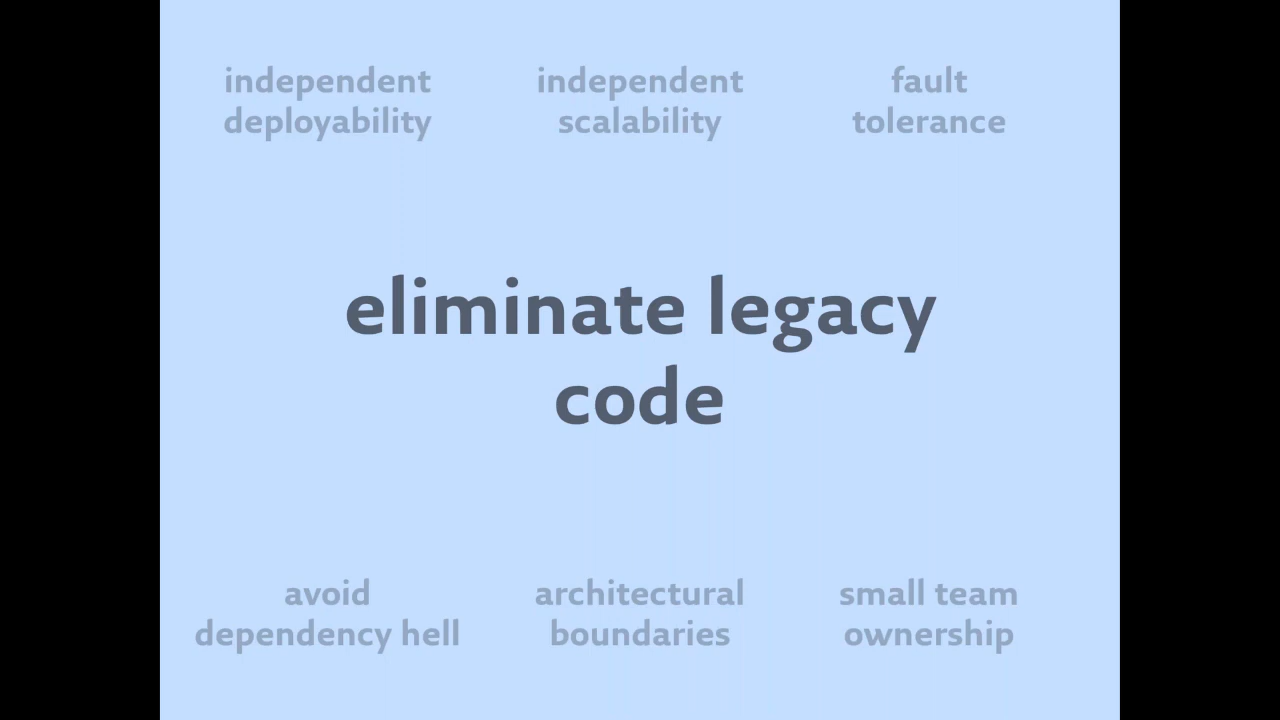 independent
deployability
independent
scalability
fault
tolerance
eliminate legacy
code
avoid
dependency hell
architectural
boundaries
small team
ownership